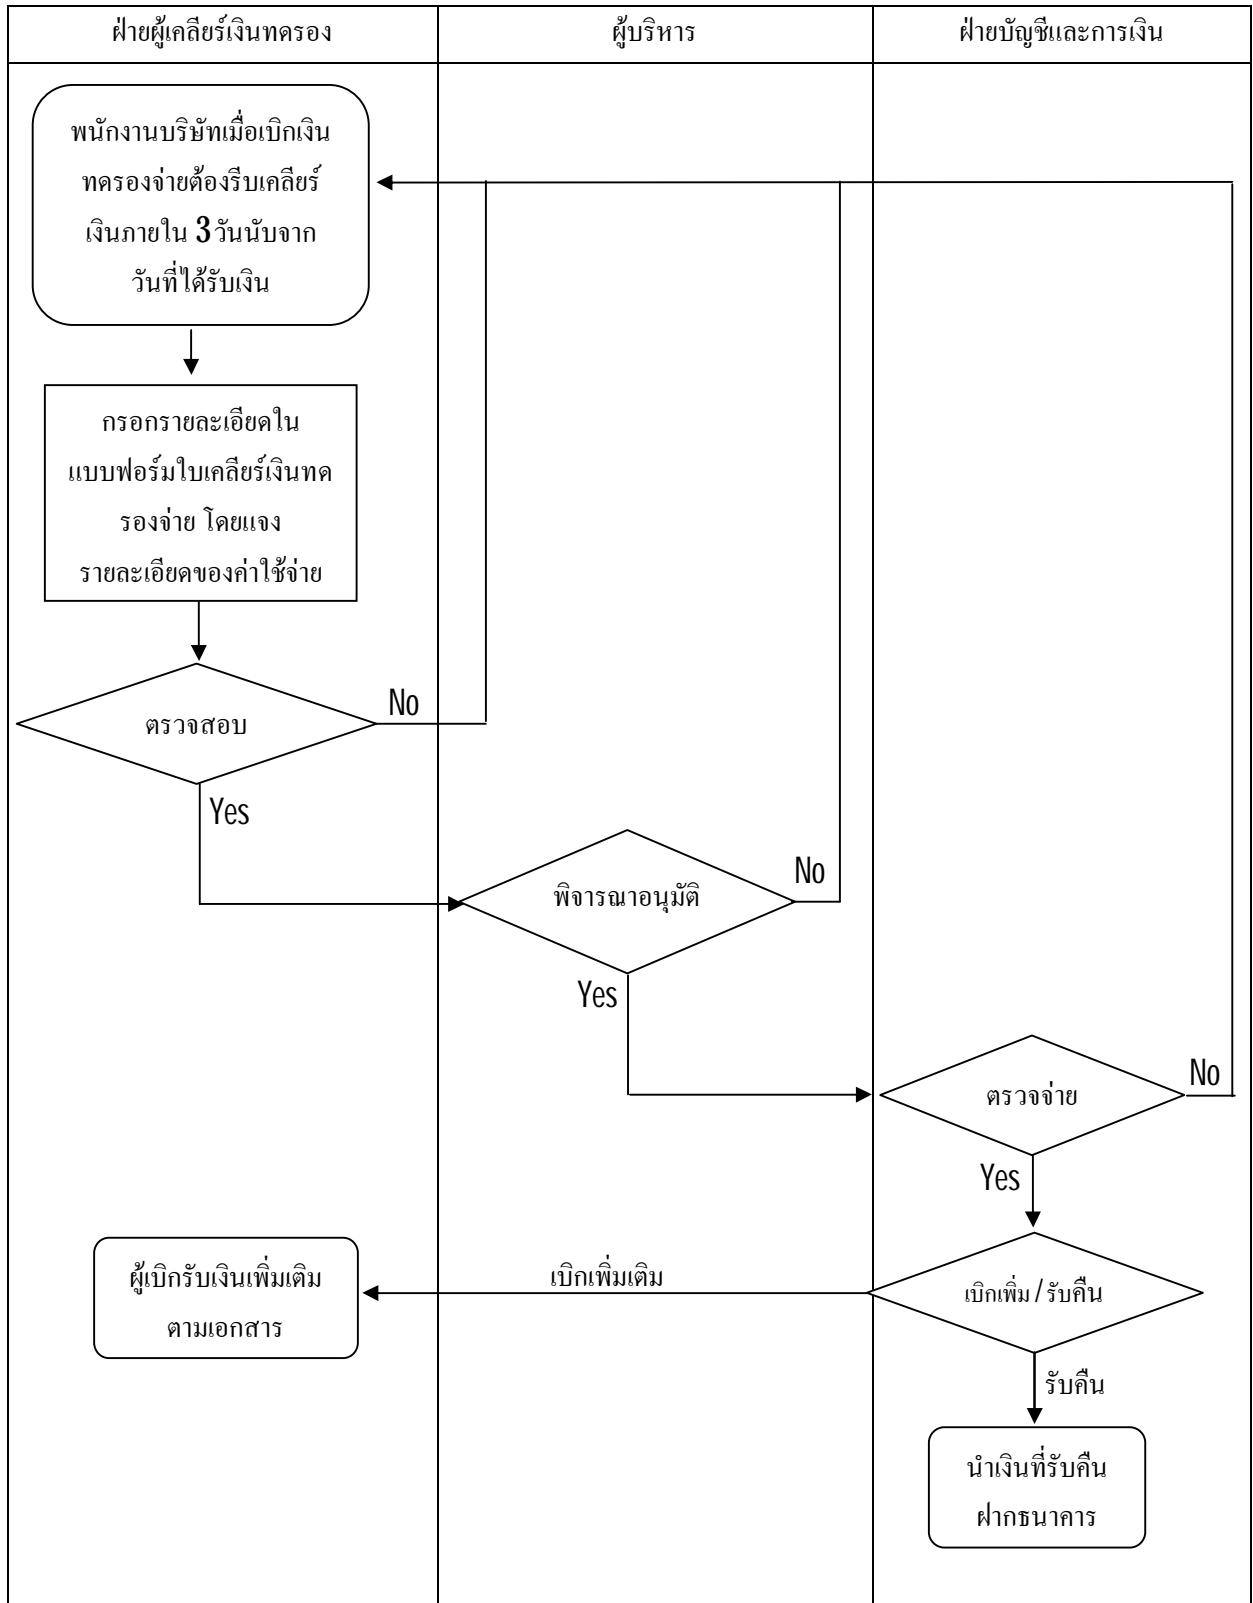 ฝ่ายผู้เคลียร์เงินทดรอง
ผู้บริหาร
ฝ่ายบัญชีและการเงิน
พนักงานบริษัทเมื่อเบิกเงิน
ทดรองจ่ายต้องรีบเคลียร์
เงินภายใน 3 วันนับจาก
วันที่ได้รับเงิน
กรอกรายละเอียดใน
แบบฟอร์มใบเคลียร์เงินทด
รองจ่าย โดยแจง
รายละเอียดของค่าใช้จ่าย
ตรวจสอบ
No
Yes
พิจารณาอนุมัติ
No
Yes
ตรวจจ่าย
No
Yes
เบิกเพิ่ม / รับคืน
เบิกเพิ่มเติม
ผู้เบิกรับเงินเพิ่มเติม
ตามเอกสาร
รับคืน
นำเงินที่รับคืน
ฝากธนาคาร